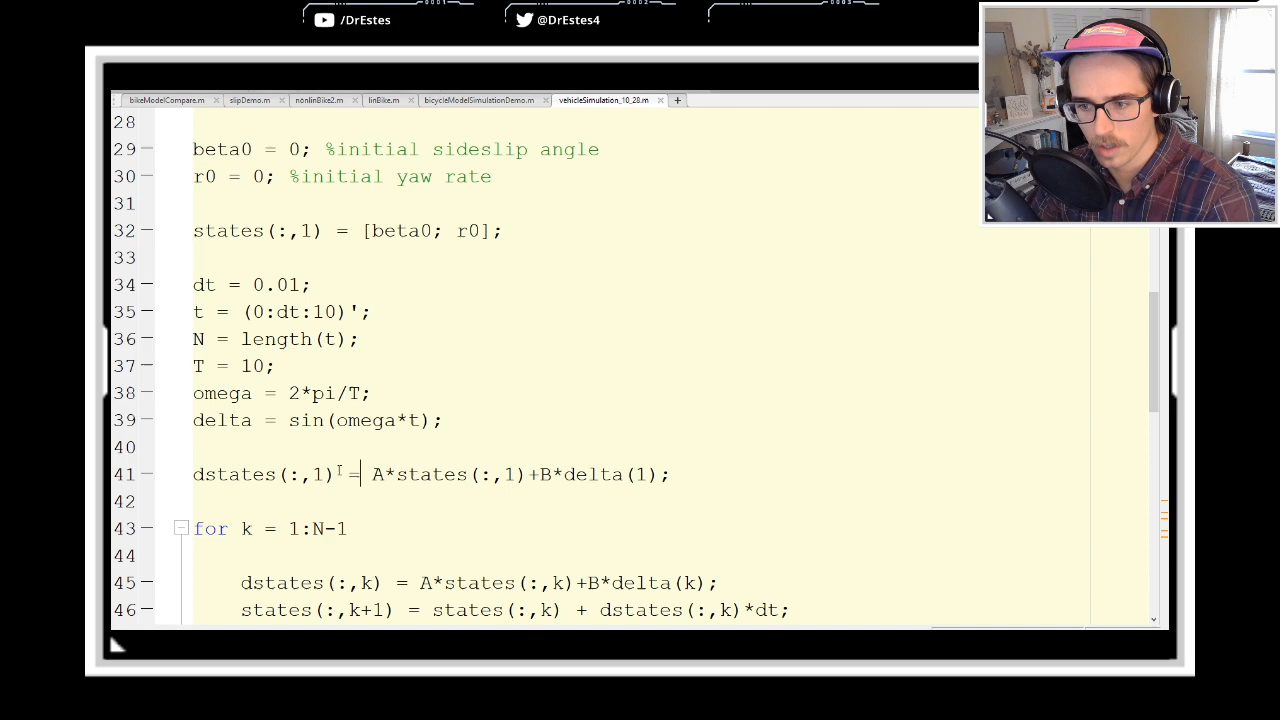 0001
0002
0003
/DrEstes
@DrEstes4
bikeModelCompare.m
slipDemo.m
nonlinBike2.m
linBike.m
bicycleModelSimulationDemo.m
vehicleSimulation_10_28.m
28
29 beta0 = 0; %initial sideslip angle
30 r0 = 0; %initial yaw rate
31
32 states(:,1) = [beta0; r0];
33
34 dt = 0.01;
35 t = (0:dt:10)';
36 N = length(t);
37 T = 10;
38 omega = 2*pi/T;
39 delta = sin(omega*t);
40
41 dstates(:,1) = A*states(:,1)+B*delta(1);
42
43 for k = 1:N-1
44
45 dstates(:,k) = A*states(:,k)+B*delta(k);
46 states(:,k+1) = states(:,k) + dstates(:,k)*dt;